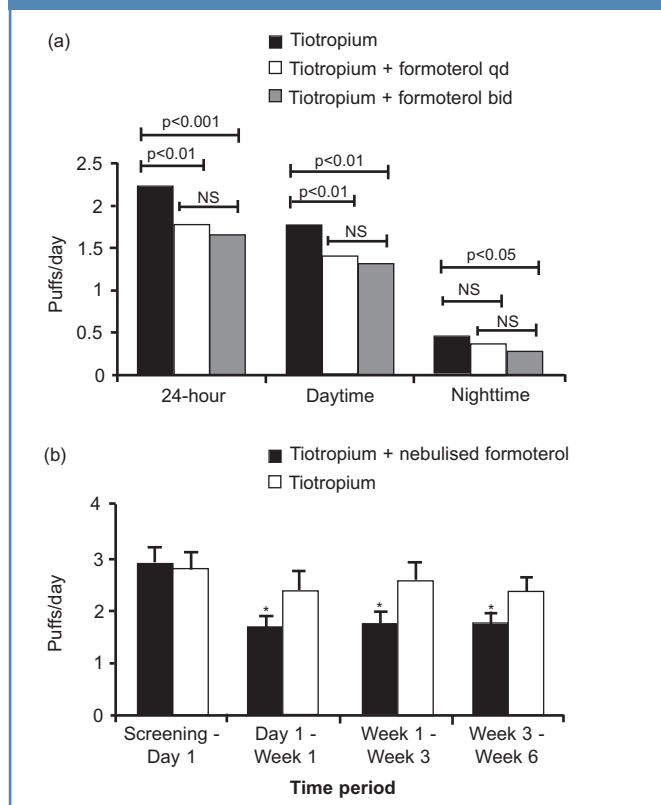 (a)
Tiotropium
Tiotropium + formoterol qd
Tiotropium + formoterol bid
p<0.001
p<0.01
NS
p<0.01
p<0.01
NS
p<0.05
NS
NS
Puffs/day
2.5
2
1.5
1
0.5
0
24-hour
Daytime
Nighttime
(b)
Tiotropium + nebulised formoterol
Tiotropium
Puffs/day
4
3
2
1
0
*
*
*
Screening -
Day 1
Day 1 -
Week 1
Week 1 -
Week 3
Week 3 -
Week 6
Time period